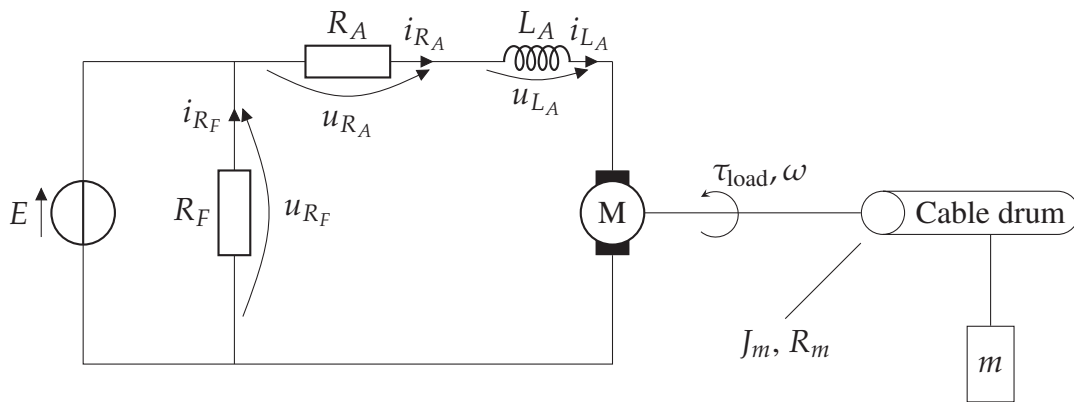 R_A
i_{R_A}
L_A
i_{L_A}
u_{R_A}
u_{L_A}
i_{R_F}
E
R_F
u_{R_F}
M
τ_load, ω
Cable drum
J_m, R_m
m